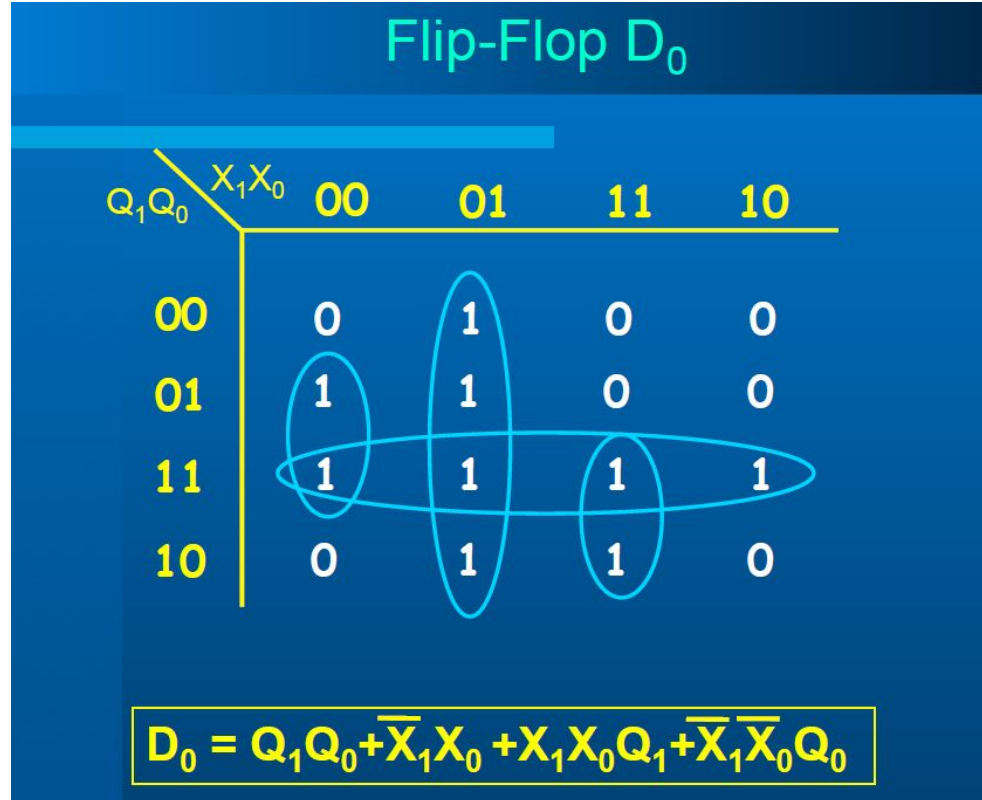 Flip-Flop D₀
X₁X₀ 00 01 11 10
Q₁Q₀
00 0 1 0 0
01 1 1 0 0
11 1 1 1 1
10 0 1 1 0
D₀ = Q₁Q₀+X̅₁X₀ +X₁X₀Q₁+X̅₁X̅₀Q₀